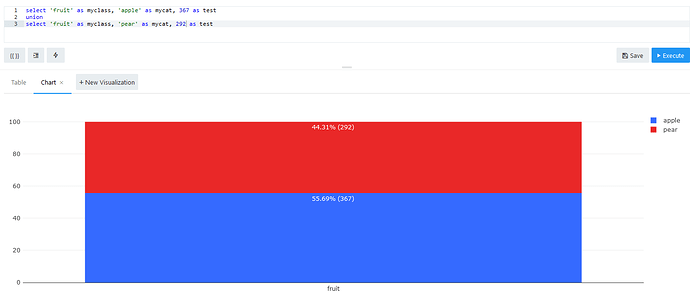 1 select 'fruit' as myclass, 'apple' as mycat, 367 as test
2 union
3 select 'fruit' as myclass, 'pear' as mycat, 292 as test
{{ }}
Save
Execute
Table
Chart ×
+ New Visualization
100
80
60
40
20
0
44.31% (292)
55.69% (367)
fruit
apple
pear